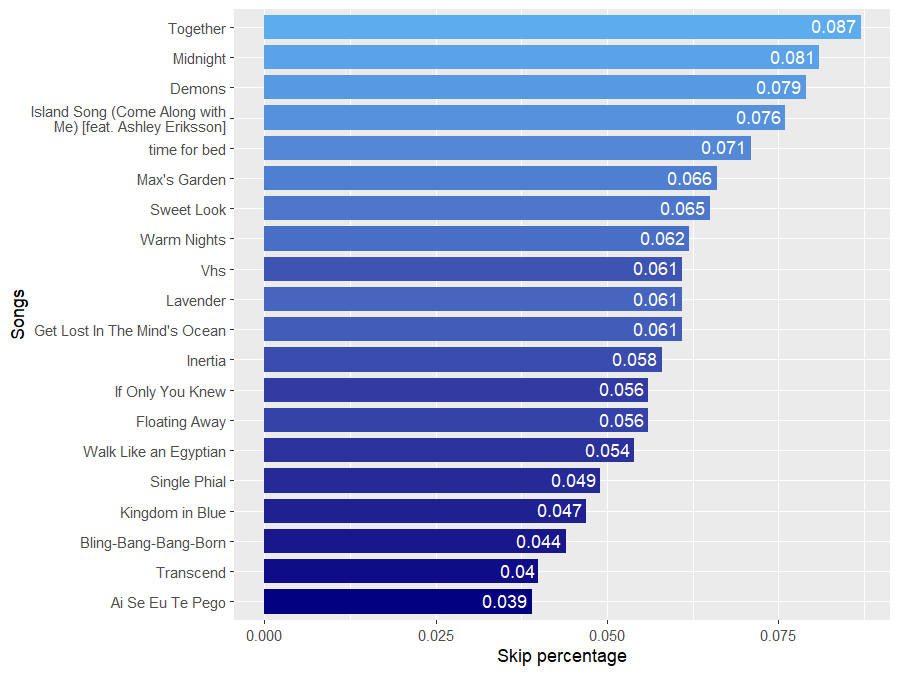 Together 0.087
Midnight 0.081
Demons 0.079
Island Song (Come Along with
Me) [feat. Ashley Eriksson] 0.076
time for bed 0.071
Max's Garden 0.066
Sweet Look 0.065
Warm Nights 0.062
Vhs 0.061
Lavender 0.061
Get Lost In The Mind's Ocean 0.061
Inertia 0.058
If Only You Knew 0.056
Floating Away 0.056
Walk Like an Egyptian 0.054
Single Phial 0.049
Kingdom in Blue 0.047
Bling-Bang-Bang-Born 0.044
Transcend 0.04
Ai Se Eu Te Pego 0.039
Songs
0.000 0.025 0.050 0.075
Skip percentage